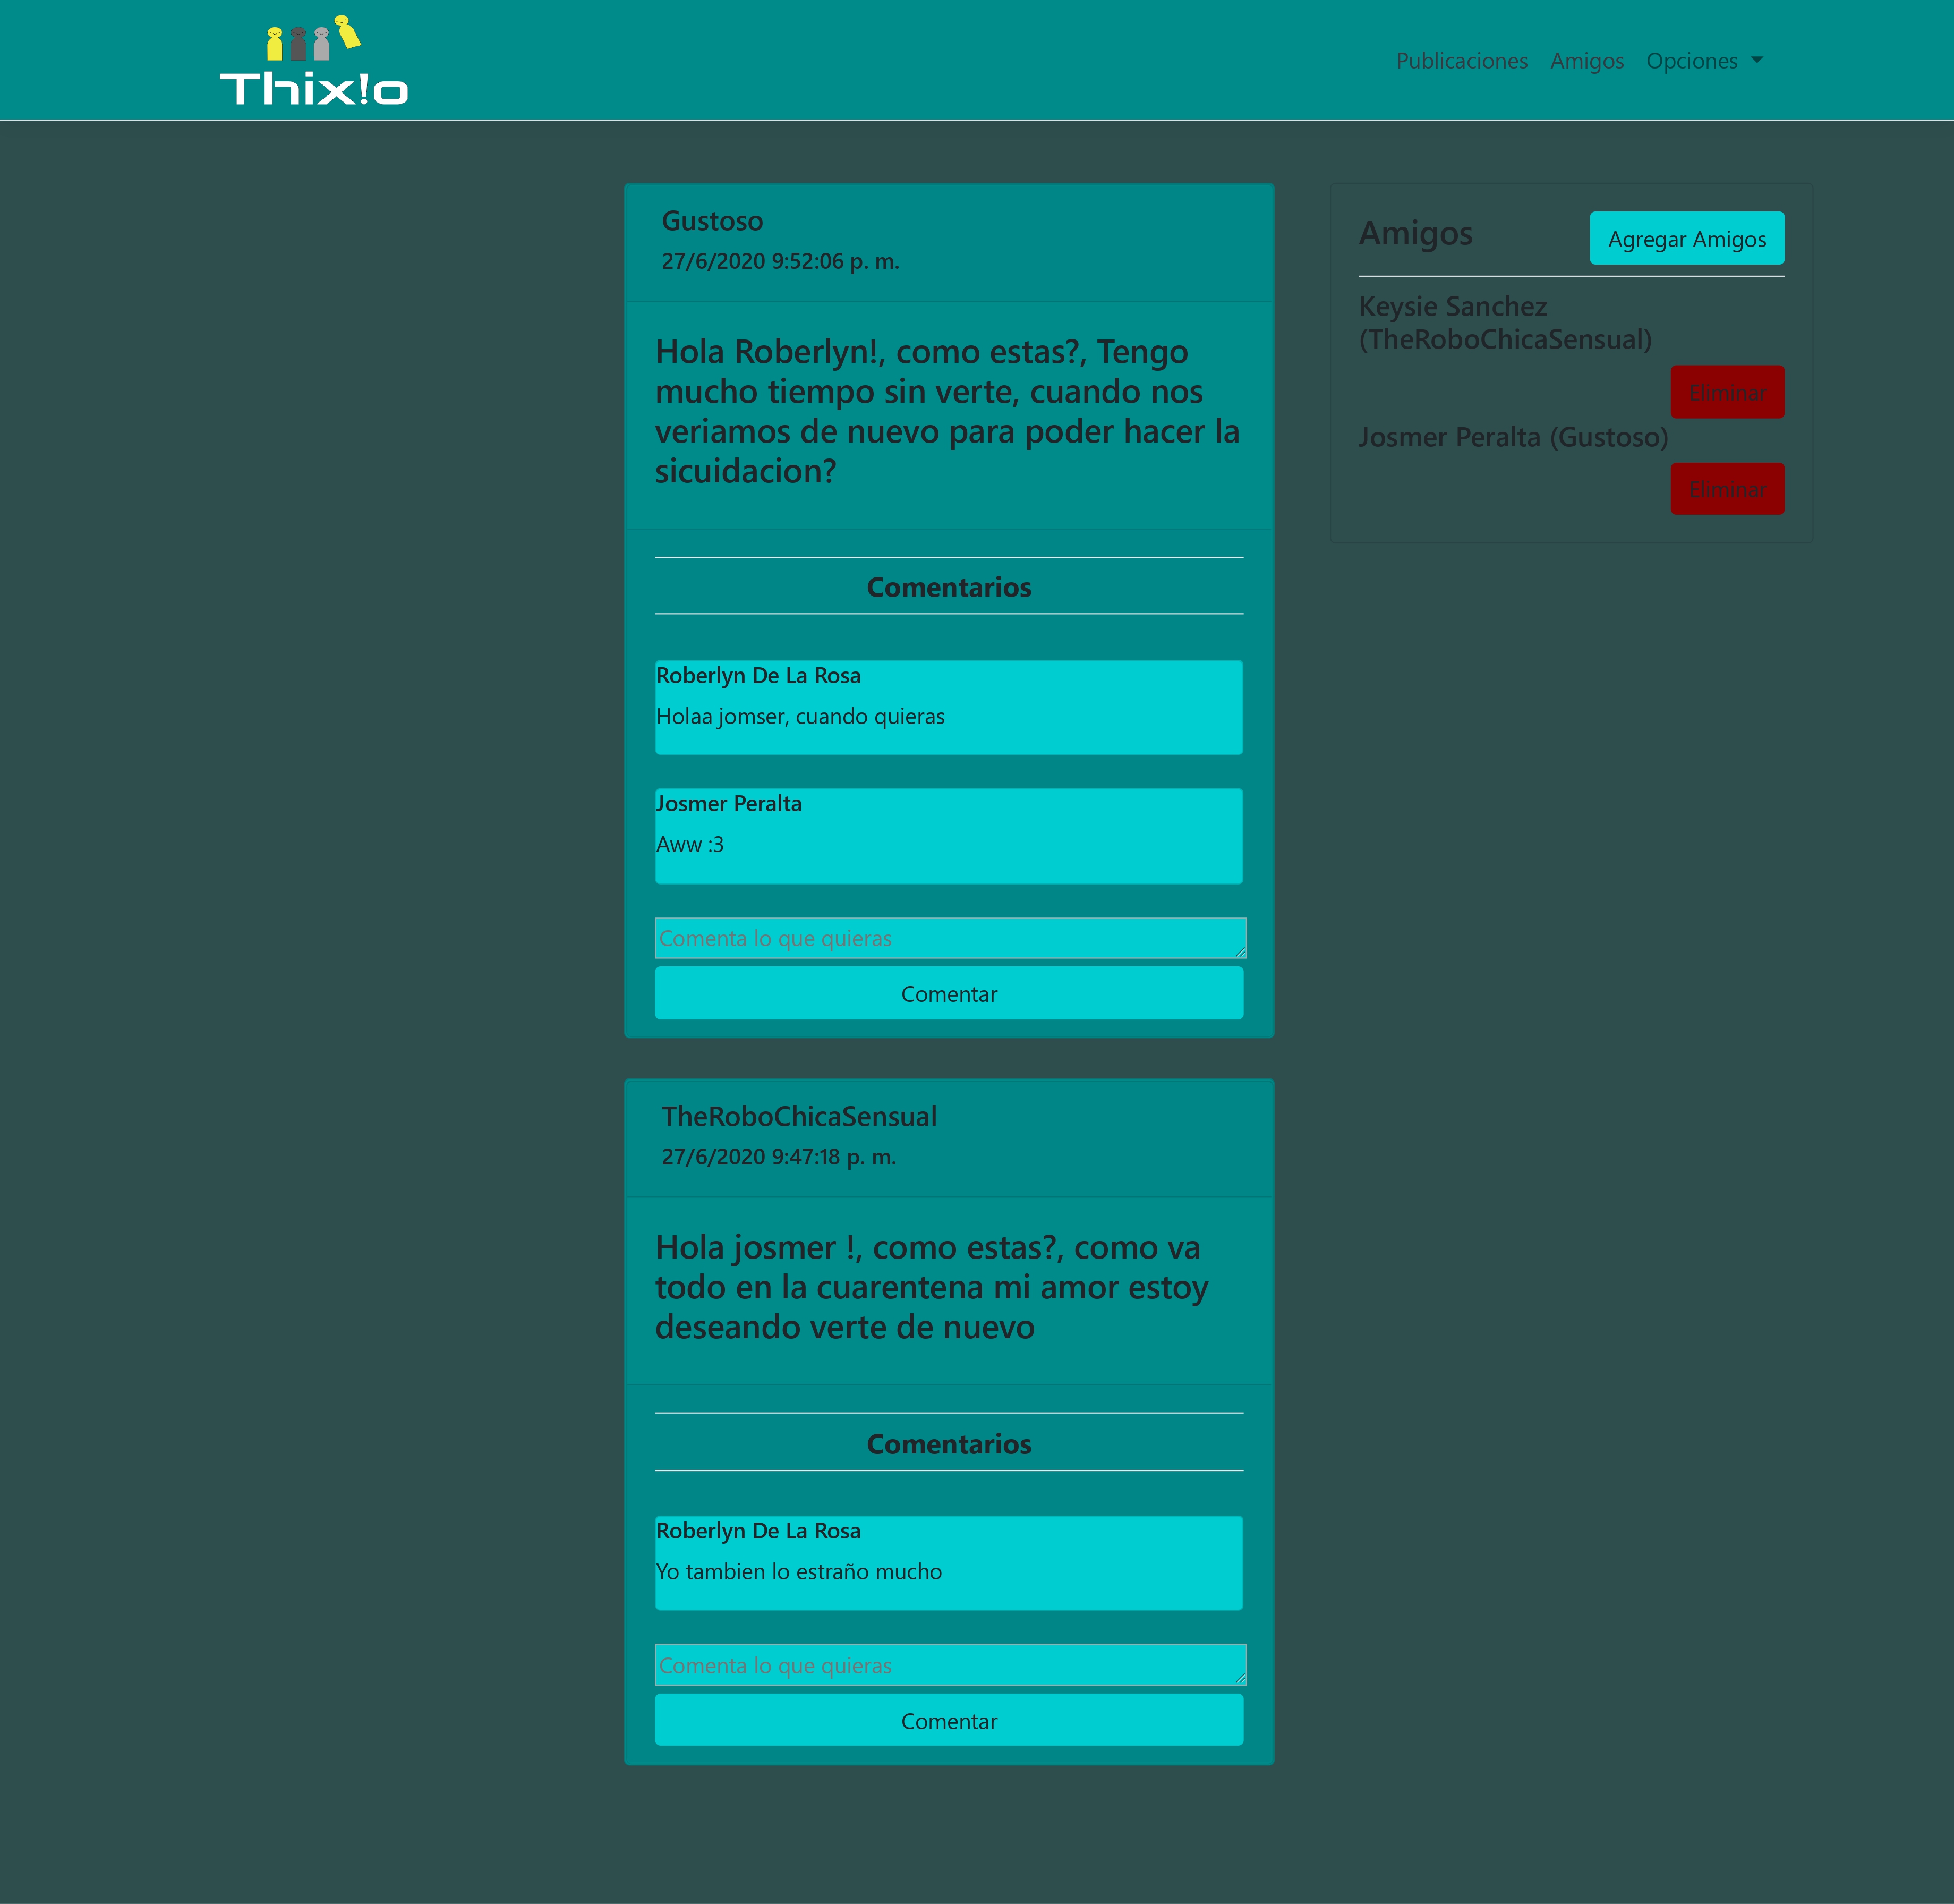 Thix!o
Publicaciones Amigos Opciones
Gustoso
27/6/2020 9:52:06 p. m.
Hola Roberlyn!, como estas?, Tengo
mucho tiempo sin verte, cuando nos
veriamos de nuevo para poder hacer la
sicuidacion?
Comentarios
Roberlyn De La Rosa
Holaa jomser, cuando quieras
Josmer Peralta
Aww :3
Comenta lo que quieras
Comentar
TheRoboChicaSensual
27/6/2020 9:47:18 p. m.
Hola josmer !, como estas?, como va
todo en la cuarentena mi amor estoy
deseando verte de nuevo
Comentarios
Roberlyn De La Rosa
Yo tambien lo estraño mucho
Comenta lo que quieras
Comentar
Amigos
Agregar Amigos
Keysie Sanchez
(TheRoboChicaSensual)
Eliminar
Josmer Peralta (Gustoso)
Eliminar